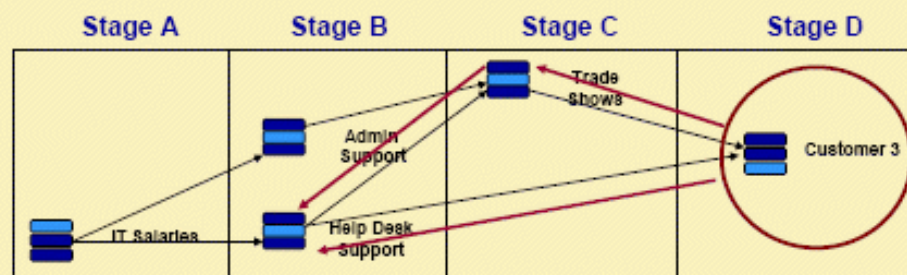 Stage A
Stage B
Stage C
Stage D
Trade
Shows
Admin
Support
Customer 3
IT Salaries
Help Desk
Support